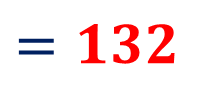 = 132